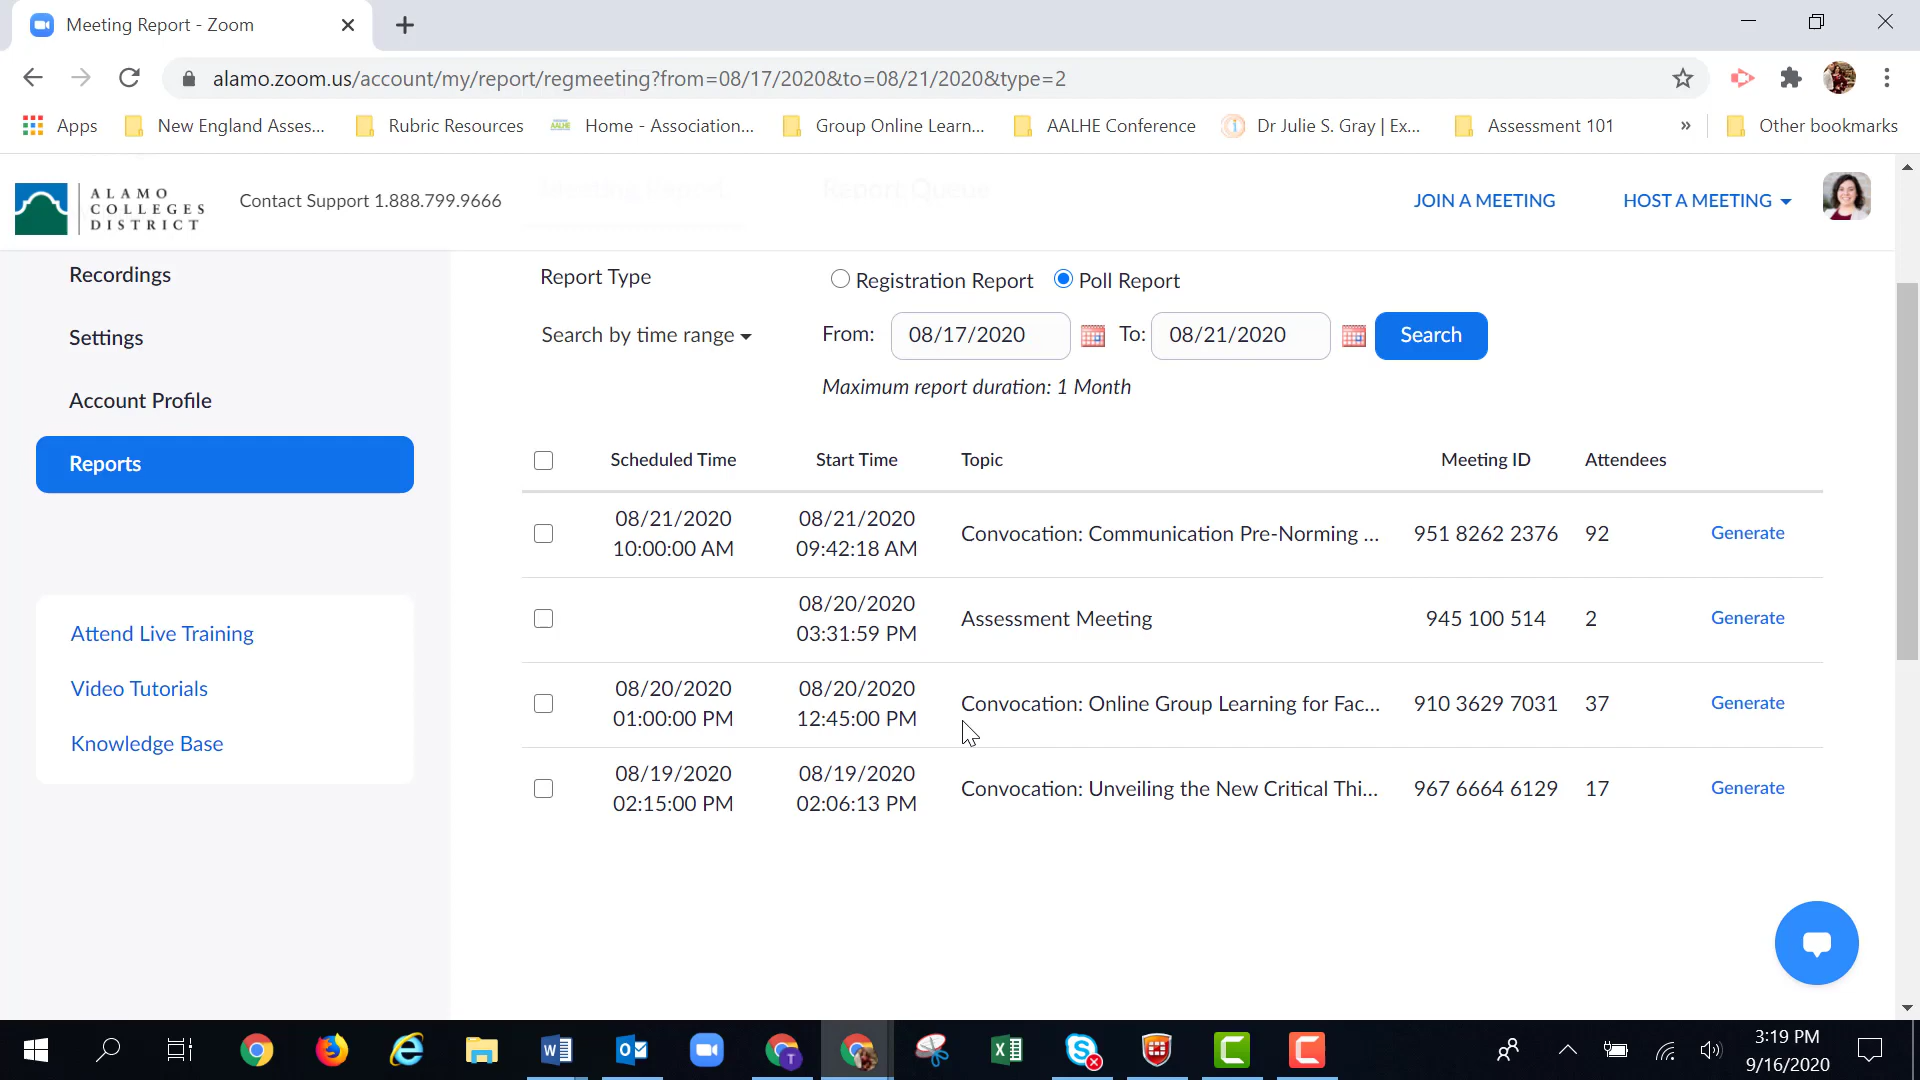 Meeting Report - Zoom
alamo.zoom.us/account/my/report/regmeeting?from=08/17/2020&to=08/21/2020&type=2
Apps New England Asses... Rubric Resources AALHE Home - Association... Group Online Learn... AALHE Conference Dr Julie S. Gray | Ex... Assessment 101 » Other bookmarks
ALAMO
COLLEGES
DISTRICT
Contact Support 1.888.799.9666
Meeting Report Report Queue
JOIN A MEETING HOST A MEETING
Recordings
Settings
Account Profile
Reports
Attend Live Training
Video Tutorials
Knowledge Base
Report Type Registration Report Poll Report
Search by time range From: 08/17/2020 To: 08/21/2020 Search
Maximum report duration: 1 Month
Scheduled Time Start Time Topic Meeting ID Attendees
08/21/2020 08/21/2020
10:00:00 AM 09:42:18 AM Convocation: Communication Pre-Norming ... 951 8262 2376 92 Generate
08/20/2020
03:31:59 PM Assessment Meeting 945 100 514 2 Generate
08/20/2020 08/20/2020
01:00:00 PM 12:45:00 PM Convocation: Online Group Learning for Fac... 910 3629 7031 37 Generate
08/19/2020 08/19/2020
02:15:00 PM 02:06:13 PM Convocation: Unveiling the New Critical Thi... 967 6664 6129 17 Generate
3:19 PM
9/16/2020